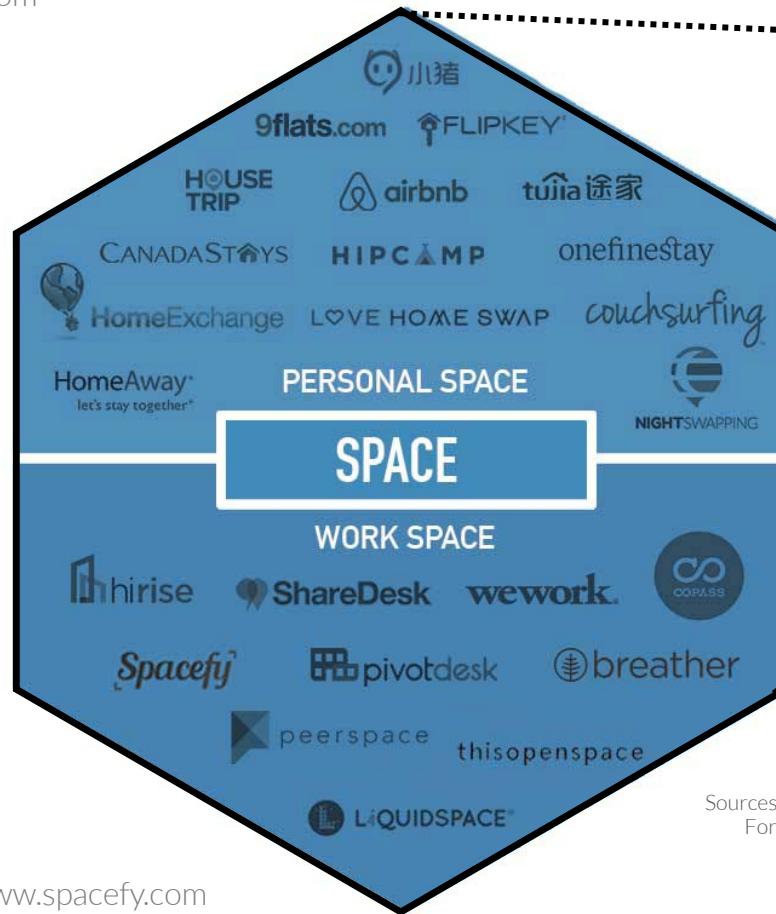 om
小猪
9flats.com FLIPKEY
HOUSE TRIP airbnb tujia途家
CANADASTAYS HIPCAMP onefinestay
HomeExchange LOVE HOME SWAP couchsurfing
HomeAway
let's stay together
NIGHTSWAPPING
PERSONAL SPACE
SPACE
WORK SPACE
hirise ShareDesk wework. COPASS
Spacefy pivotdesk breather
peerspace thisopenspace
LiQUIDSPACE
Sources
For
ww.spacefy.com